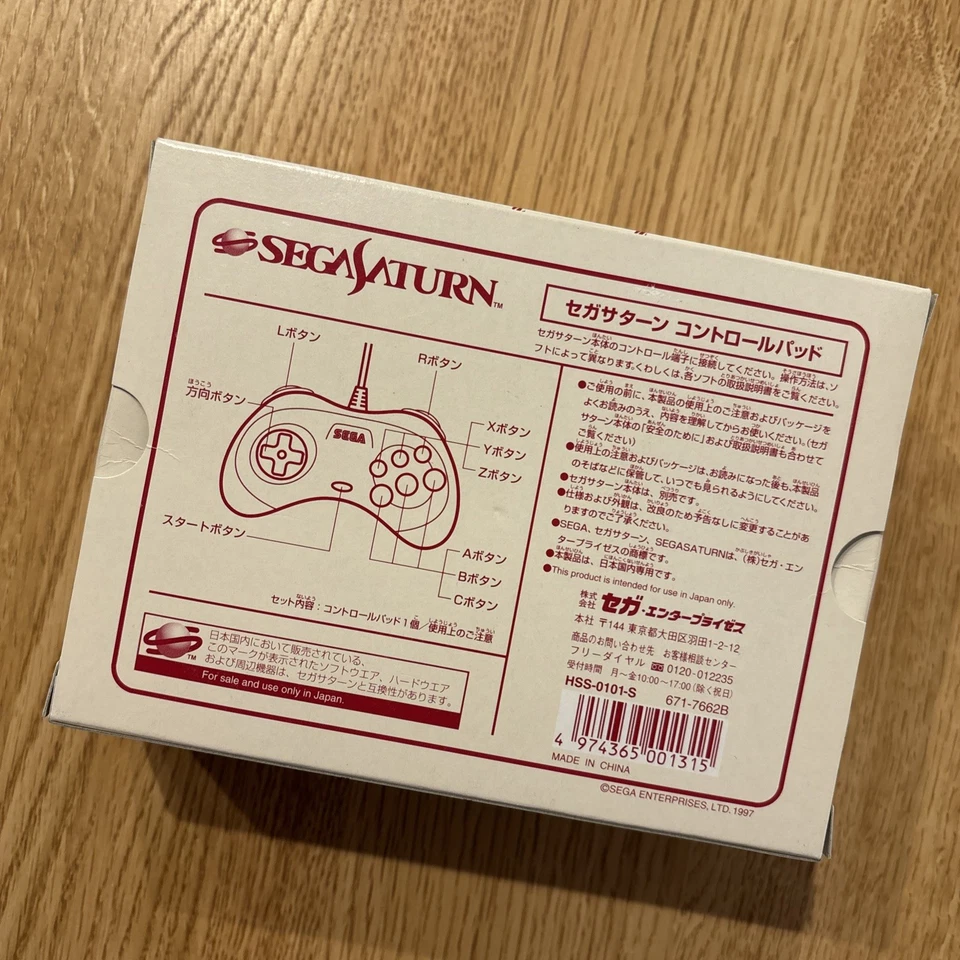 SEGASATURN™
セガサターン コントロールパッド
セガサターン本体のコントロール端子に接続してください。操作方法は、ソ
フトによって異なります。くわしくは、各ソフトの取扱説明書をご覧ください。
Lボタン
Rボタン
方向ボタン
Xボタン
Yボタン
Zボタン
SEGA
スタートボタン
Aボタン
Bボタン
Cボタン
セット内容：コントロールパッド1個／使用上のご注意
日本国内において販売されている、
このマークが表示されたソフトウエア、ハードウエア
および周辺機器は、セガサターンと互換性があります。
TM
For sale and use only in Japan.
●ご使用の前に、本製品の使用上のご注意およびパッケージを
よくお読みのうえ、内容を理解してからお使いください。(セガ
サターン本体の「安全のために」および取扱説明書も合わせて
ご覧ください)
●使用上の注意およびパッケージは、お読みになった後も、本製品
のそばなどに保管して、いつでも見られるようにしてください。
●セガサターン本体は、別売です。
●仕様および外観は、改良のため予告なしに変更することがあ
りますのでご了承ください。
●SEGA、セガサターン、SEGASATURNは、(株)セガ・エン
タープライゼスの商標です。
●本製品は、日本国内専用です。
●This product is intended for use in Japan only.
株式会社 セガ・エンタープライゼス
本社 〒144 東京都大田区羽田1-2-12
商品のお問い合わせ先 お客様相談センター
フリーダイヤル 0120-012235
受付時間 月〜金10:00〜17:00(除く祝日)
HSS-0101-S
671-7662B
4 974365 001315
MADE IN CHINA
©SEGA ENTERPRISES, LTD. 1997